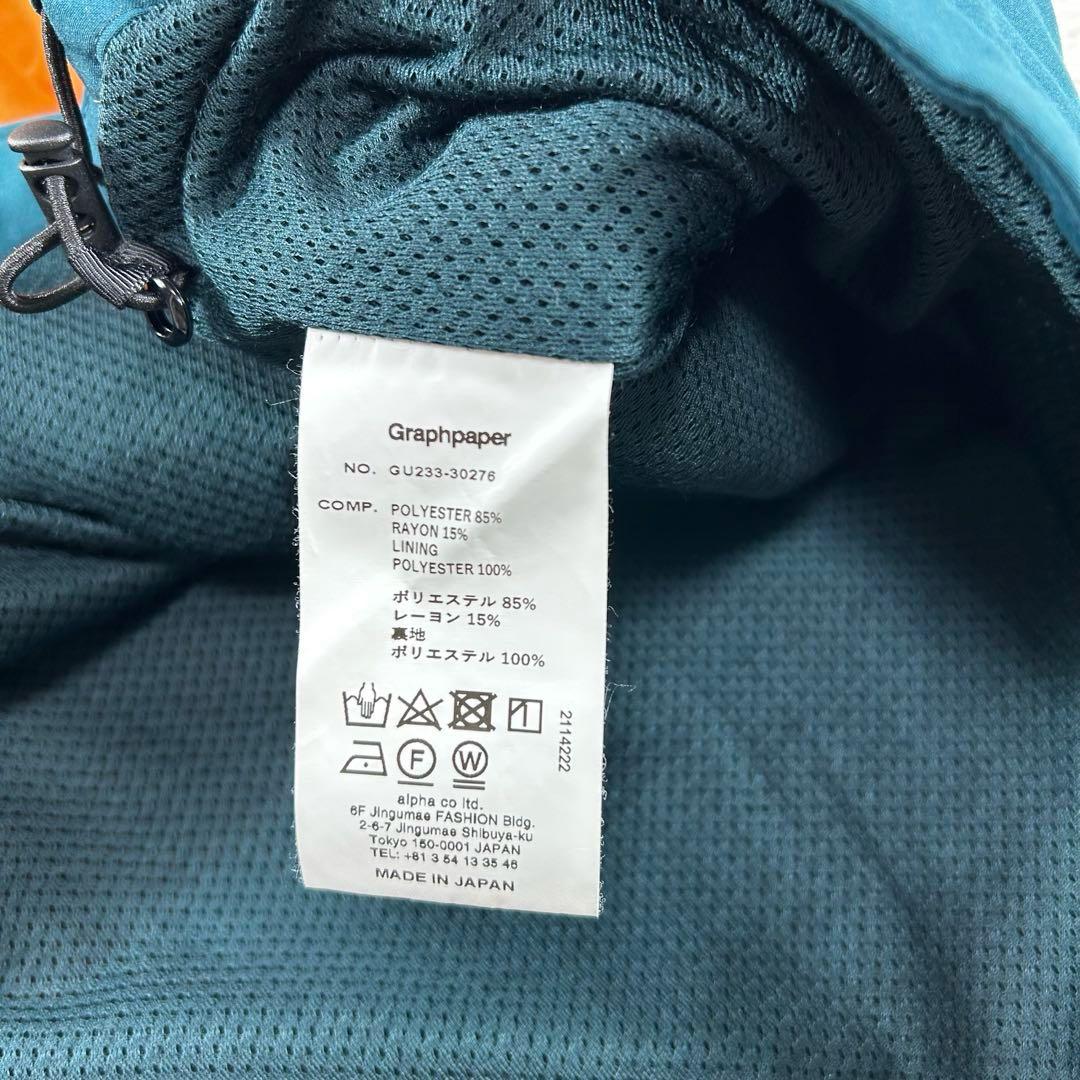 Graphpaper
NO. GU233-30276
COMP. POLYESTER 85%
RAYON 15%
LINING
POLYESTER 100%
ポリエステル 85%
レーヨン 15%
裏地
ポリエステル 100%
2114222
F W
alpha co ltd.
6F Jingumae FASHION Bldg.
2-6-7 Jingumae Shibuya-ku
Tokyo 150-0001 JAPAN
TEL: +81 3 54 13 35 46
MADE IN JAPAN